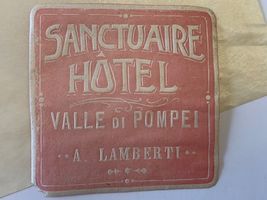 SANCTUAIRE
HÔTEL
VALLE DI POMPEI
A. LAMBERTI